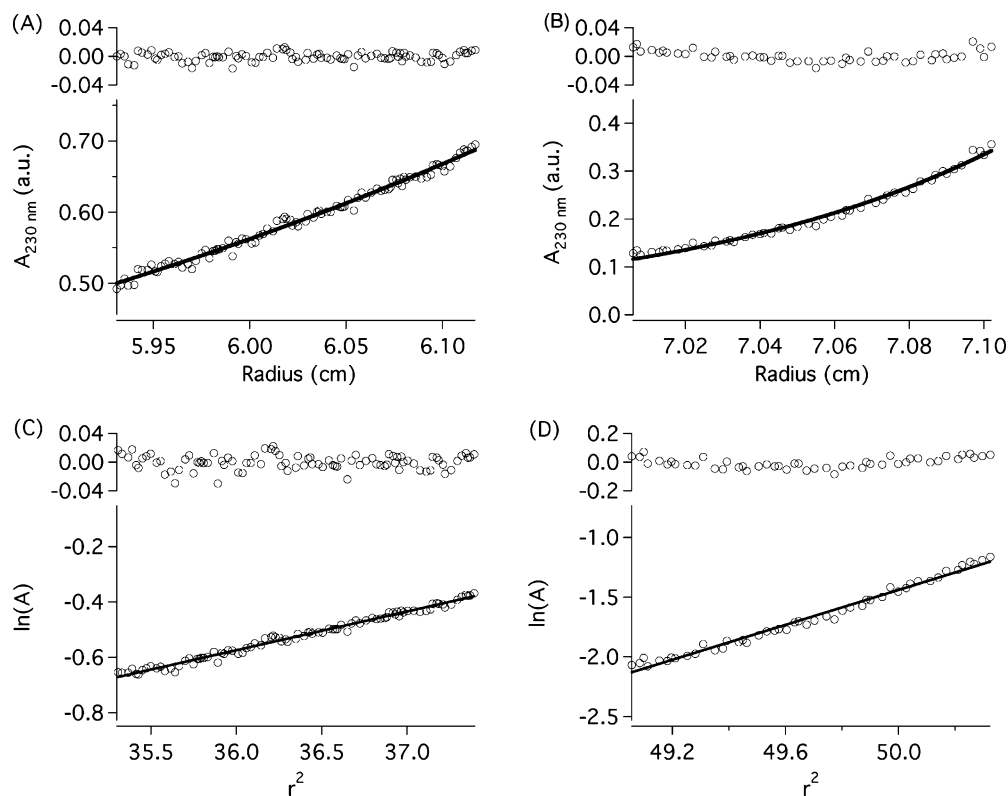 (A)
0.04
0.00
-0.04
0.70
0.60
0.50
A230 nm (a.u.)
5.95 6.00 6.05 6.10
Radius (cm)
(B)
0.04
0.00
-0.04
0.4
0.3
0.2
0.1
0.0
A230 nm (a.u.)
7.02 7.04 7.06 7.08 7.10
Radius (cm)
(C)
0.04
0.00
-0.04
-0.2
-0.4
-0.6
-0.8
ln(A)
35.5 36.0 36.5 37.0
r²
(D)
0.2
0.0
-0.2
-1.0
-1.5
-2.0
-2.5
ln(A)
49.2 49.6 50.0
r²